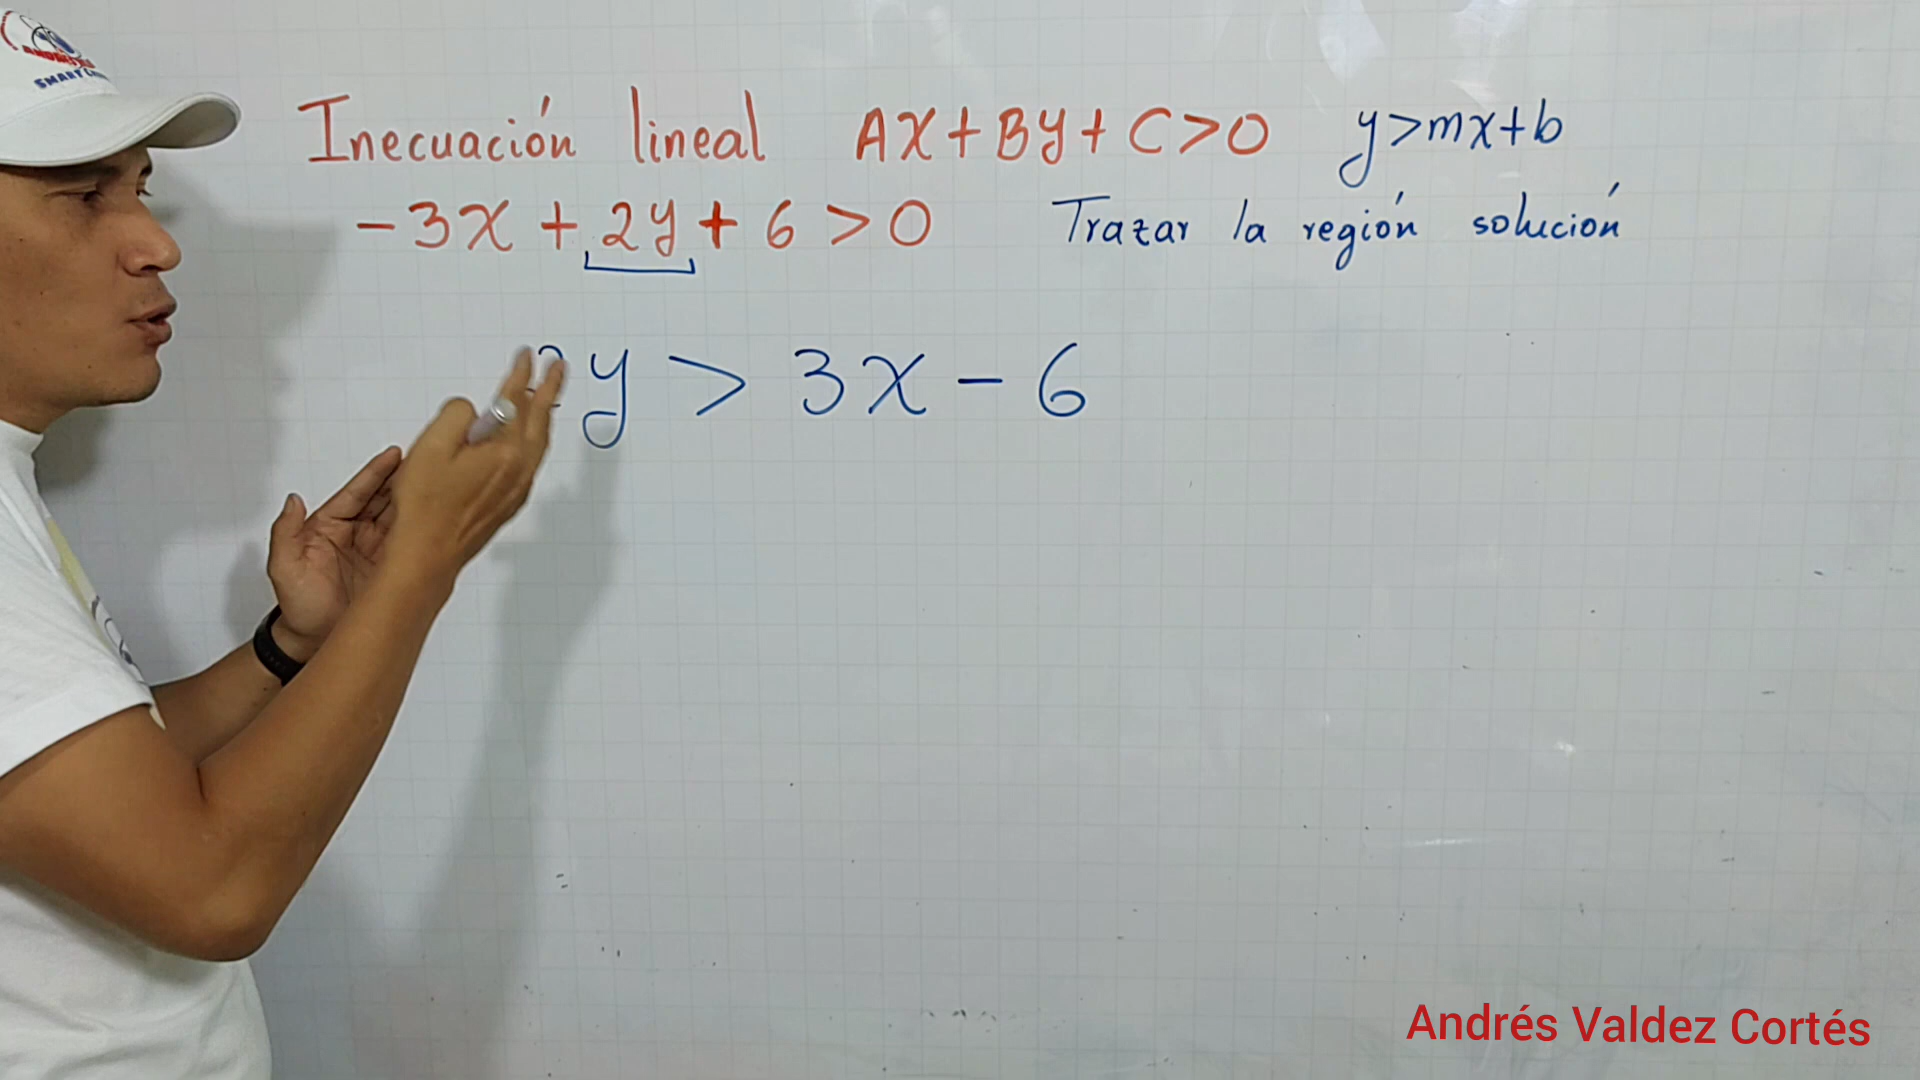 Inecuación lineal AX+BY+C>0 y>mx+b
-3x + 2y + 6 > 0 Trazar la región solución
2y > 3x - 6
SMART
Andrés Valdez Cortés